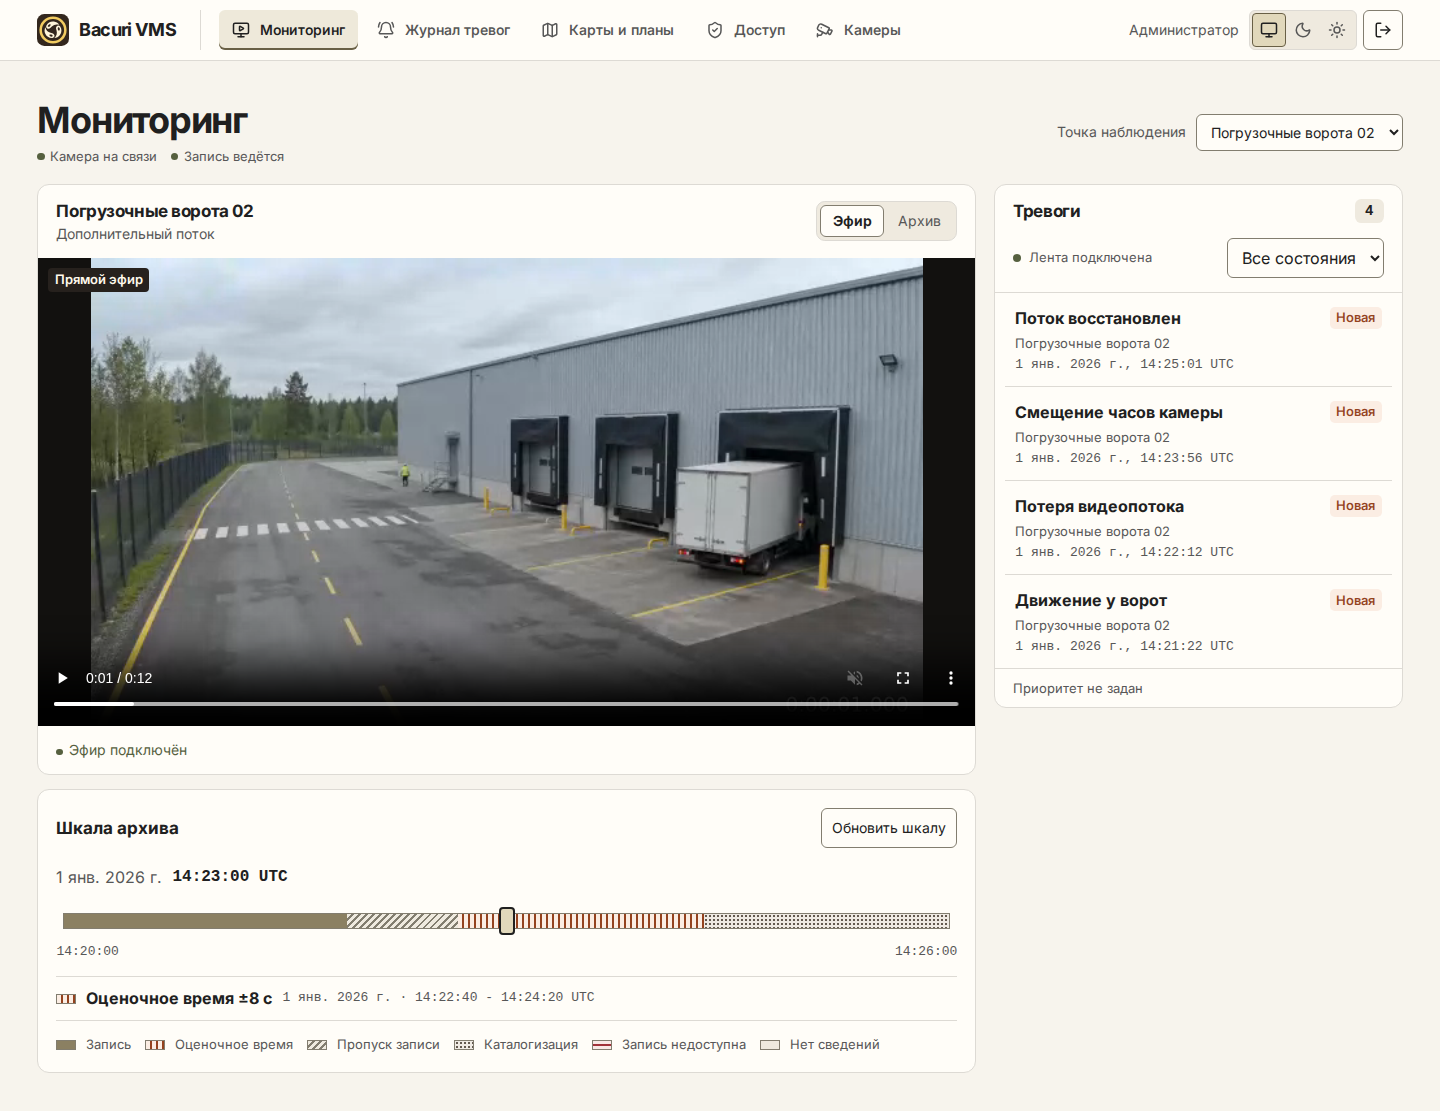 Bacuri VMS
Мониторинг
Журнал тревог
Карты и планы
Доступ
Камеры
Администратор
Мониторинг
Камера на связи
Запись ведётся
Точка наблюдения
Погрузочные ворота 02
Погрузочные ворота 02
Дополнительный поток
Эфир
Архив
Прямой эфир
0:01 / 0:12
Эфир подключён
Шкала архива
Обновить шкалу
1 янв. 2026 г. 14:23:00 UTC
14:20:00
14:26:00
Оценочное время ±8 с 1 янв. 2026 г. · 14:22:40 - 14:24:20 UTC
Запись
Оценочное время
Пропуск записи
Каталогизация
Запись недоступна
Нет сведений
Тревоги
4
Лента подключена
Все состояния
Поток восстановлен
Новая
Погрузочные ворота 02
1 янв. 2026 г., 14:25:01 UTC
Смещение часов камеры
Новая
Погрузочные ворота 02
1 янв. 2026 г., 14:23:56 UTC
Потеря видеопотока
Новая
Погрузочные ворота 02
1 янв. 2026 г., 14:22:12 UTC
Движение у ворот
Новая
Погрузочные ворота 02
1 янв. 2026 г., 14:21:22 UTC
Приоритет не задан